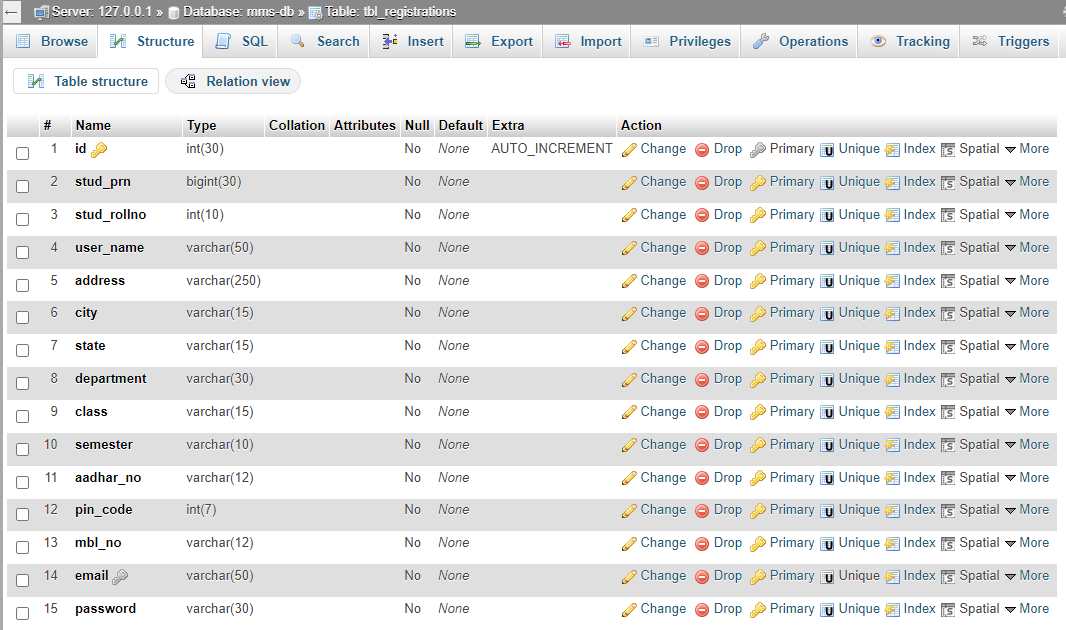 Server: 127.0.0.1 » Database: mms-db » Table: tbl_registrations
Browse Structure SQL Search Insert Export Import Privileges Operations Tracking Triggers
Table structure Relation view
# Name Type Collation Attributes Null Default Extra Action
1 id int(30) No None AUTO_INCREMENT Change Drop Primary Unique Index Spatial More
2 stud_prn bigint(30) No None Change Drop Primary Unique Index Spatial More
3 stud_rollno int(10) No None Change Drop Primary Unique Index Spatial More
4 user_name varchar(50) No None Change Drop Primary Unique Index Spatial More
5 address varchar(250) No None Change Drop Primary Unique Index Spatial More
6 city varchar(15) No None Change Drop Primary Unique Index Spatial More
7 state varchar(15) No None Change Drop Primary Unique Index Spatial More
8 department varchar(30) No None Change Drop Primary Unique Index Spatial More
9 class varchar(15) No None Change Drop Primary Unique Index Spatial More
10 semester varchar(10) No None Change Drop Primary Unique Index Spatial More
11 aadhar_no varchar(12) No None Change Drop Primary Unique Index Spatial More
12 pin_code int(7) No None Change Drop Primary Unique Index Spatial More
13 mbl_no varchar(12) No None Change Drop Primary Unique Index Spatial More
14 email varchar(50) No None Change Drop Primary Unique Index Spatial More
15 password varchar(30) No None Change Drop Primary Unique Index Spatial More